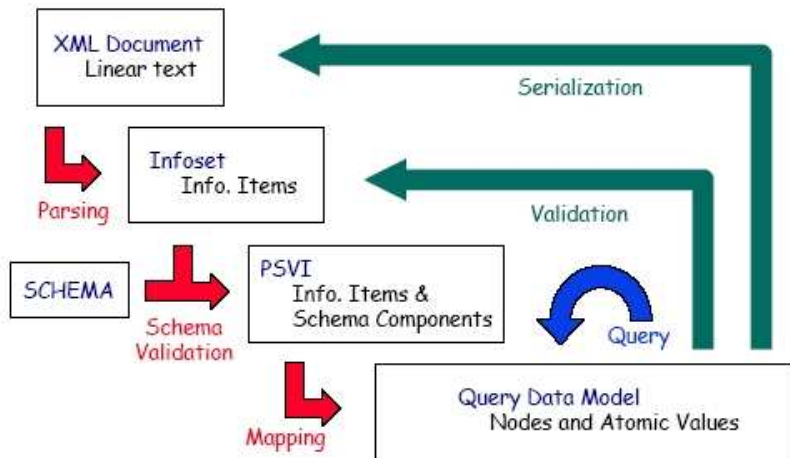 XML Document
Linear text
Serialization
Infoset
Info. Items
Parsing
Validation
SCHEMA
PSVI
Info. Items &
Schema Components
Schema
Validation
Query
Query Data Model
Nodes and Atomic Values
Mapping